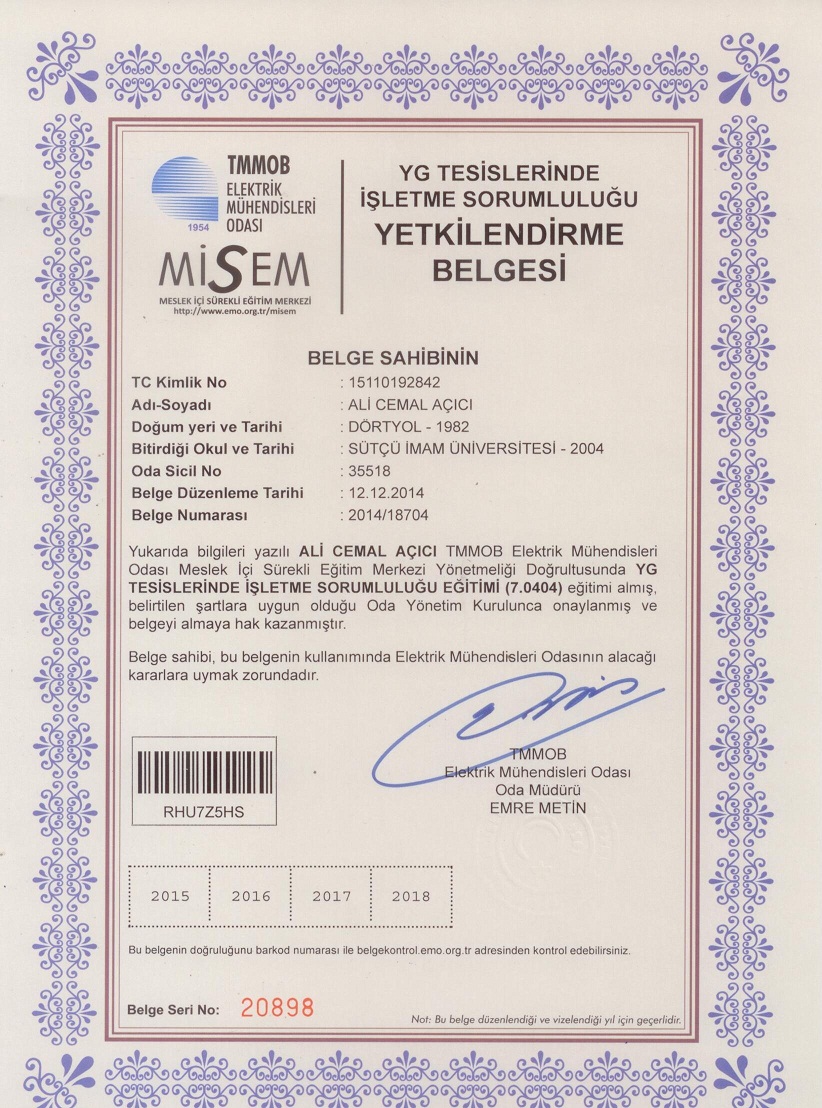 TMMOB
ELEKTRİK
MÜHENDİSLERİ
ODASI
1954
MİSEM
MESLEK İÇİ SÜREKLİ EĞİTİM MERKEZİ
http://www.emo.org.tr/misem
YG TESİSLERİNDE
İŞLETME SORUMLULUĞU
YETKİLENDİRME
BELGESİ
BELGE SAHİBİNİN
TC Kimlik No : 15110192842
Adı-Soyadı : ALİ CEMAL AÇICI
Doğum yeri ve Tarihi : DÖRTYOL - 1982
Bitirdiği Okul ve Tarihi : SÜTÇÜ İMAM ÜNİVERSİTESİ - 2004
Oda Sicil No : 35518
Belge Düzenleme Tarihi : 12.12.2014
Belge Numarası : 2014/18704
Yukarıda bilgileri yazılı ALİ CEMAL AÇICI TMMOB Elektrik Mühendisleri
Odası Meslek İçi Sürekli Eğitim Merkezi Yönetmeliği Doğrultusunda YG
TESİSLERİNDE İŞLETME SORUMLULUĞU EĞİTİMİ (7.0404) eğitimi almış,
belirtilen şartlara uygun olduğu Oda Yönetim Kurulunca onaylanmış ve
belgeyi almaya hak kazanmıştır.
Belge sahibi, bu belgenin kullanımında Elektrik Mühendisleri Odasının alacağı
kararlara uymak zorundadır.
TMMOB
Elektrik Mühendisleri Odası
Oda Müdürü
EMRE METİN
RHU7Z5HS
2015 2016 2017 2018
Bu belgenin doğruluğunu barkod numarası ile belgekontrol.emo.org.tr adresinden kontrol edebilirsiniz.
Belge Seri No: 20898
Not: Bu belge düzenlendiği ve vizelendiği yıl için geçerlidir.